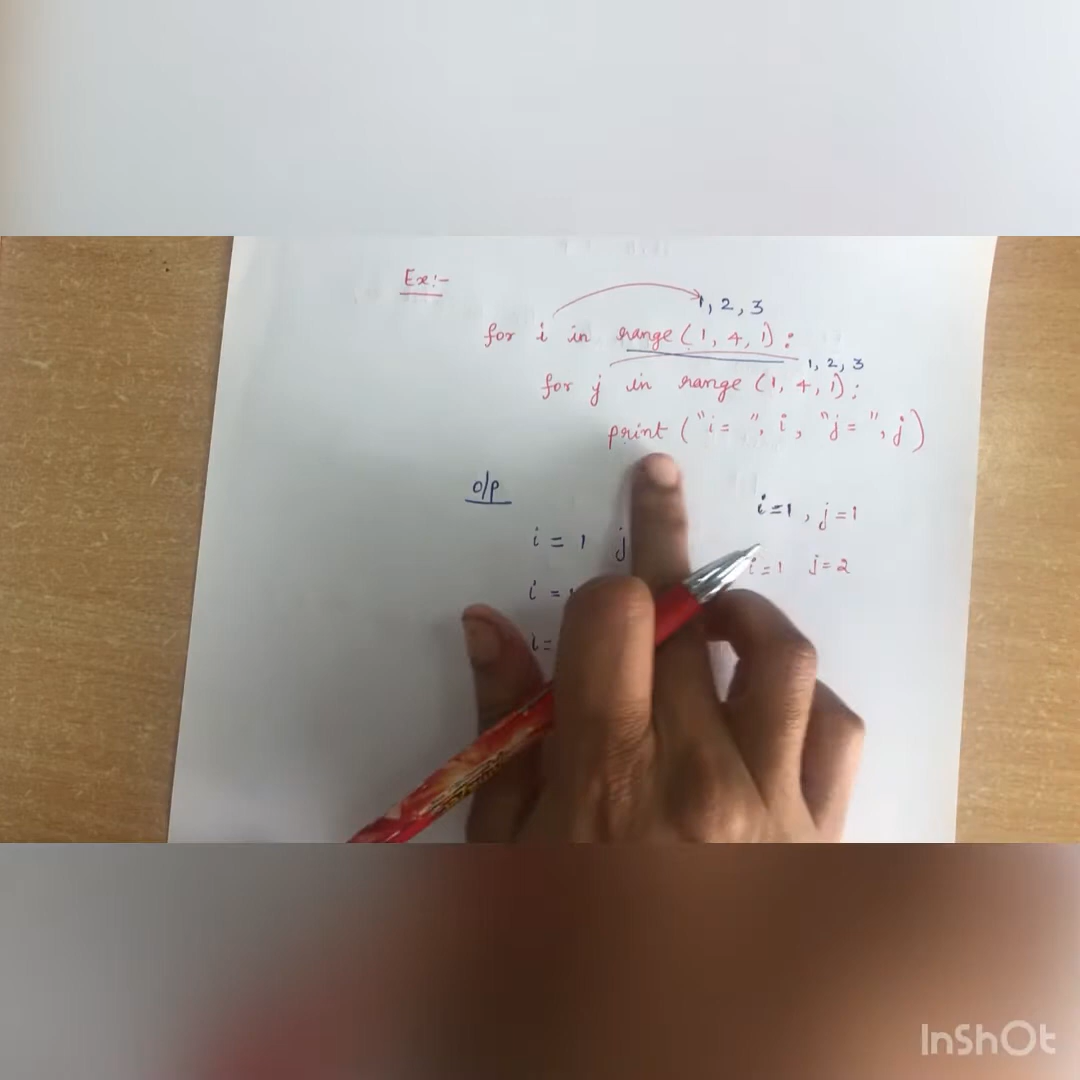 Ex:-
1, 2, 3
for i in range (1, 4, 1):
1, 2, 3
for j in range (1, 4, 1):
print ("i= ", i, "j= ", j)
o/p
i = 1 j
i=1, j=1
i =
i=1 j=2
i=
InShOt